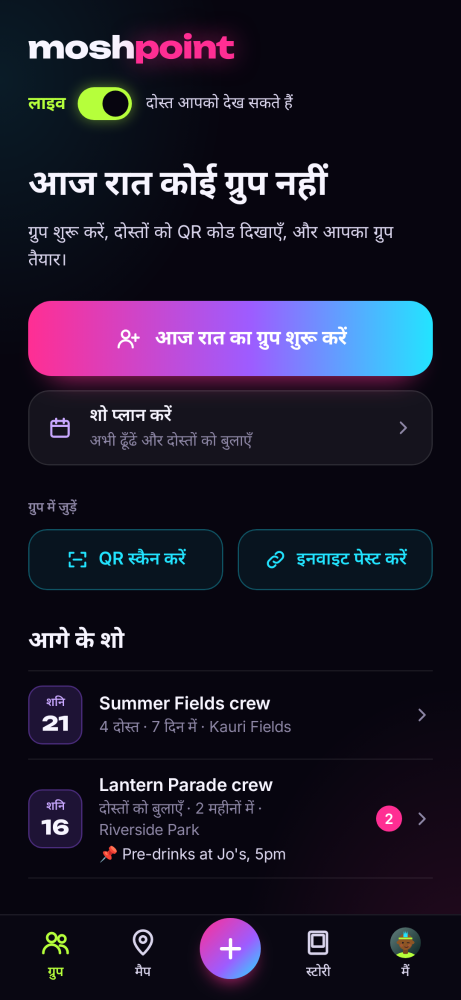 moshpoint
लाइव दोस्त आपको देख सकते हैं
आज रात कोई ग्रुप नहीं
ग्रुप शुरू करें, दोस्तों को QR कोड दिखाएँ, और आपका ग्रुप
तैयार।
आज रात का ग्रुप शुरू करें
शो प्लान करें
अभी ढूँढें और दोस्तों को बुलाएँ
ग्रुप में जुड़ें
QR स्कैन करें इनवाइट पेस्ट करें
आगे के शो
शनि
21
Summer Fields crew
4 दोस्त · 7 दिन में · Kauri Fields
शनि
16
Lantern Parade crew
दोस्तों को बुलाएँ · 2 महीनों में ·
Riverside Park
📌 Pre-drinks at Jo's, 5pm
2
ग्रुप मैप स्टोरी मैं